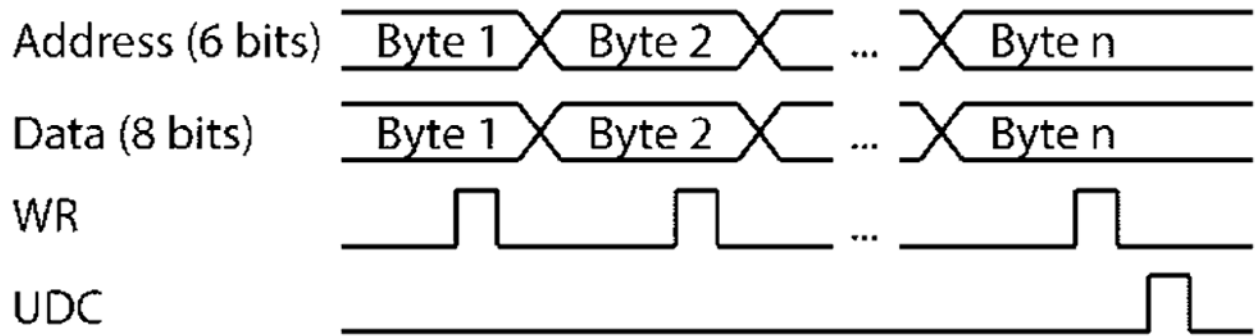 Address (6 bits) Byte 1 Byte 2 ... Byte n
Data (8 bits) Byte 1 Byte 2 ... Byte n
WR ...
UDC